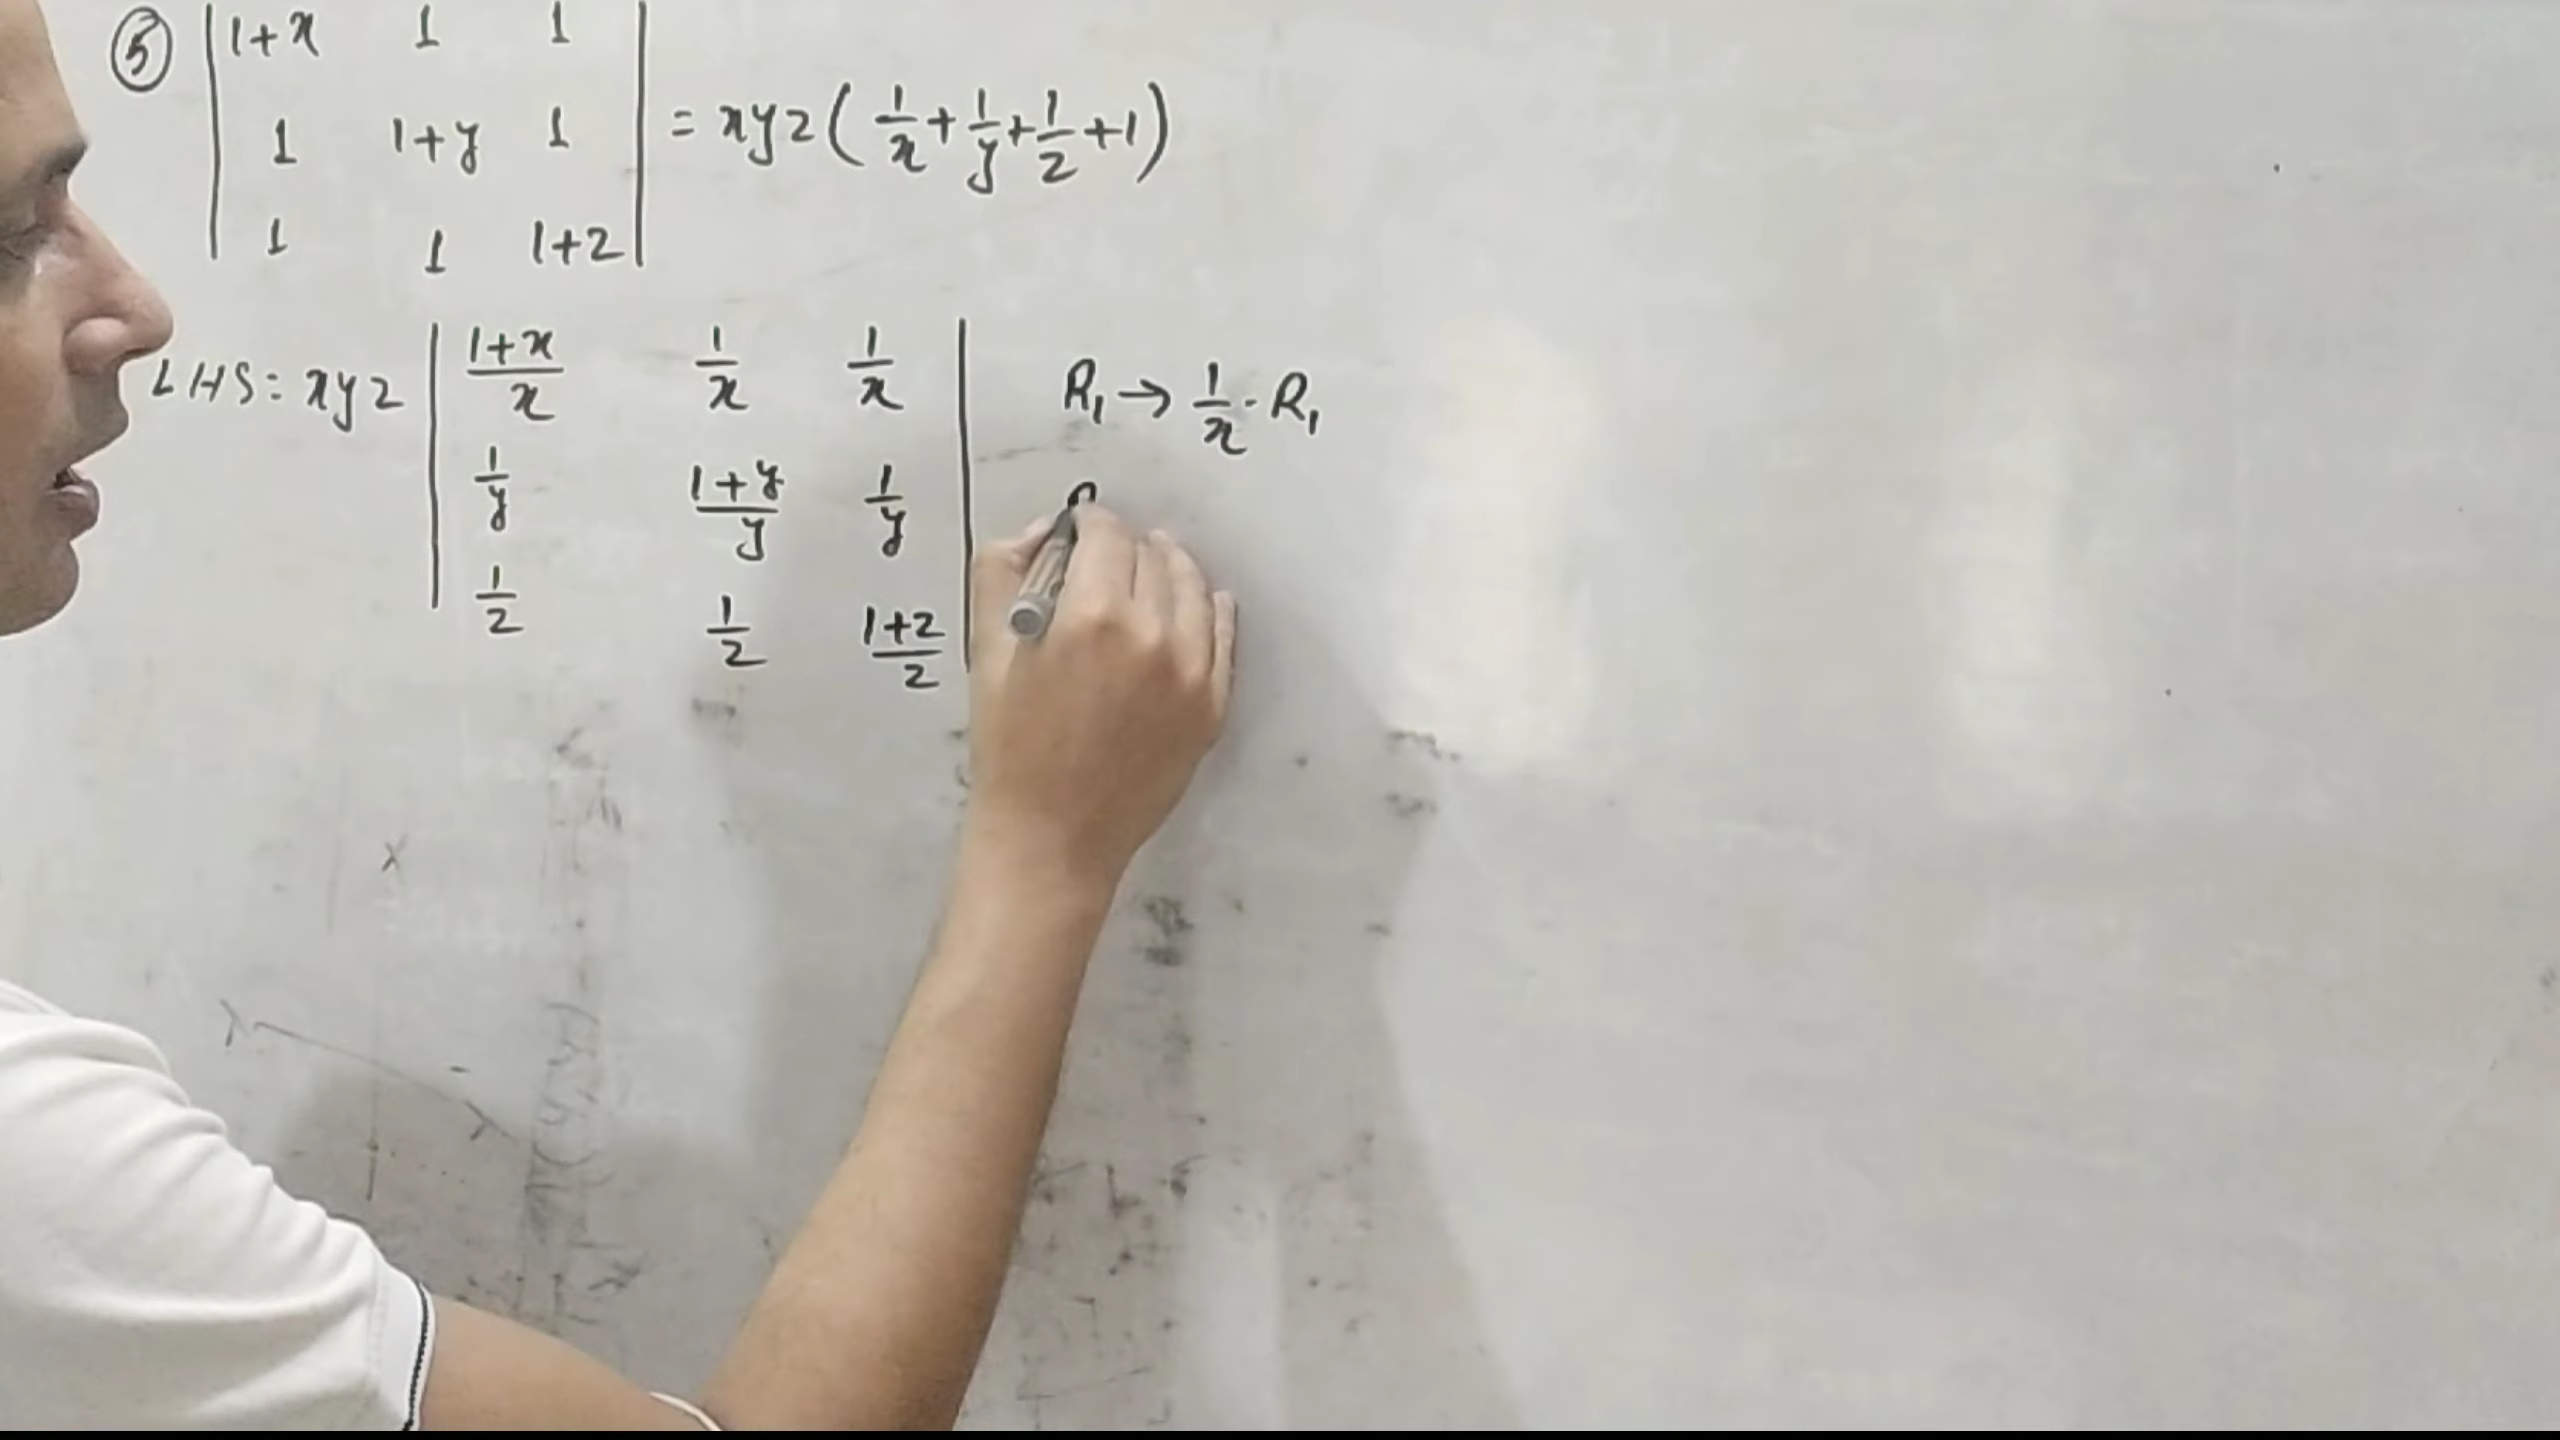 ⑤ | 1+x 1 1 |
| 1 1+y 1 | = xyz ( 1/x + 1/y + 1/z + 1 )
| 1 1 1+z |
LHS = xyz | (1+x)/x 1/x 1/x | R₁ → 1/x · R₁
| 1/y (1+y)/y 1/y | R
| 1/z 1/z (1+z)/z |